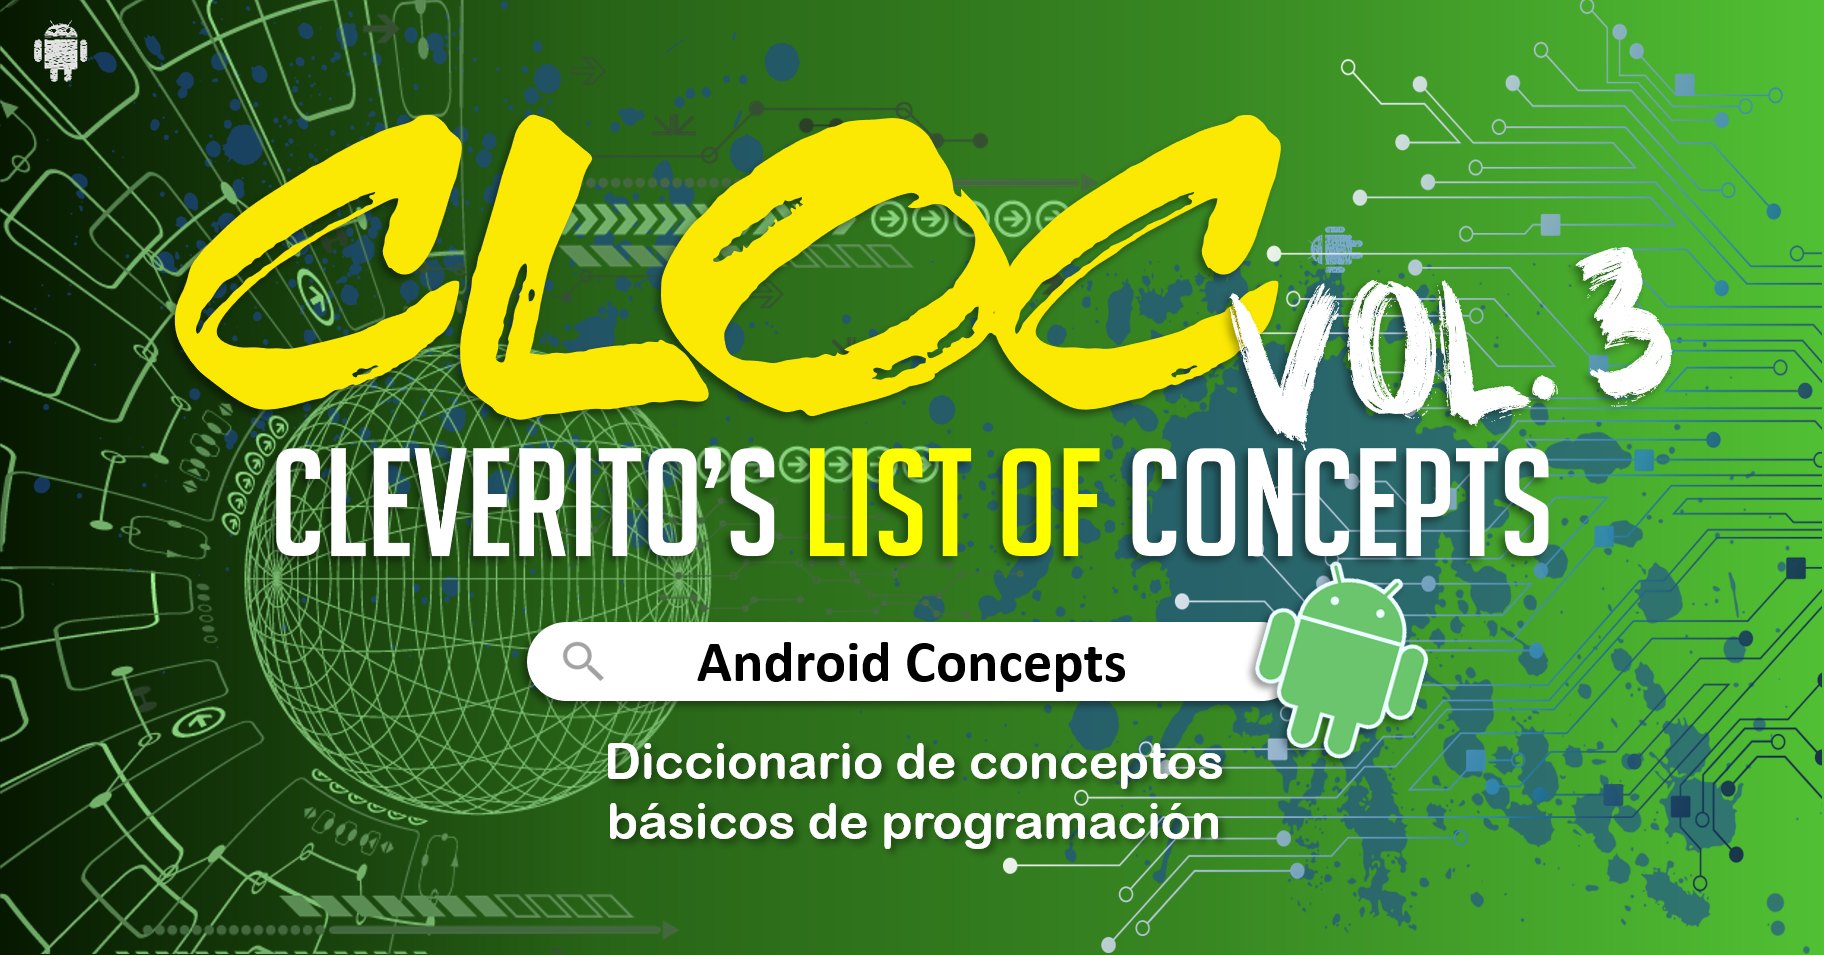 CLOC
VOL. 3
CLEVERITO'S LIST OF CONCEPTS
Android Concepts
Diccionario de conceptos
básicos de programación